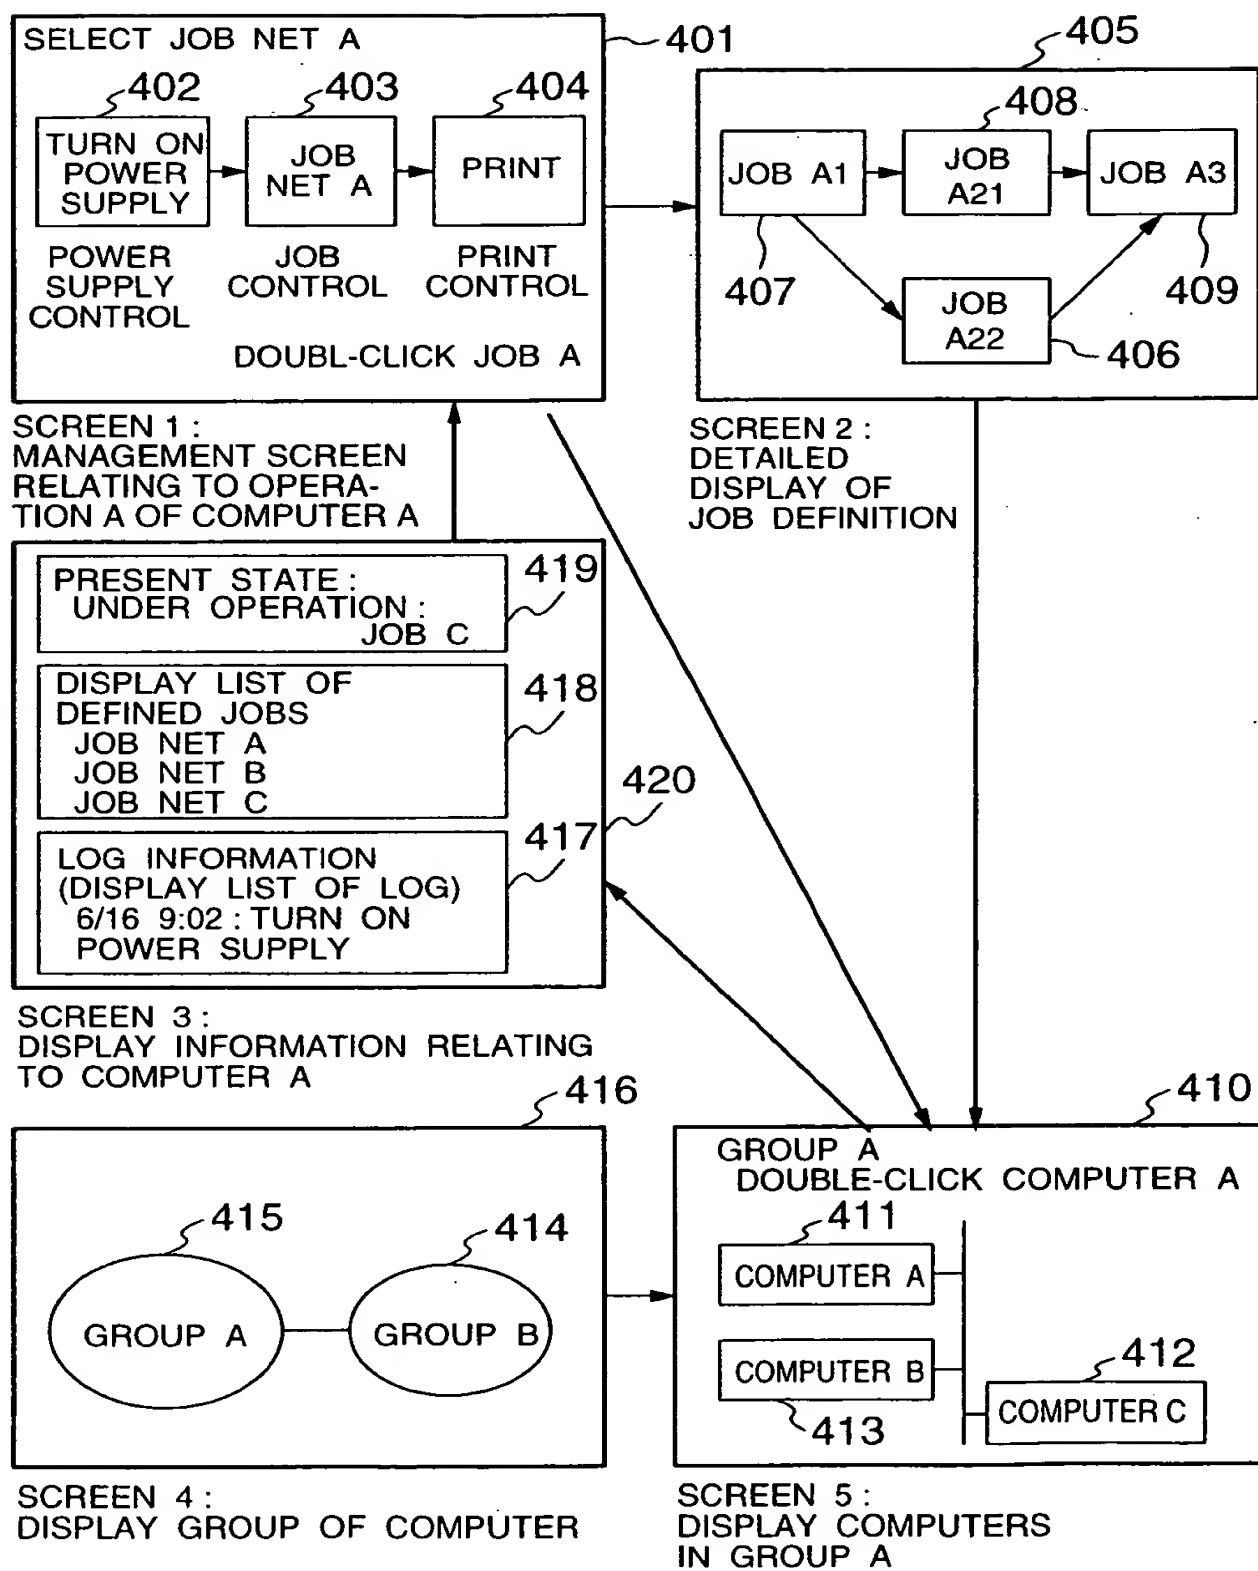 SELECT JOB NET A
401
402
403
404
TURN ON
POWER
SUPPLY
JOB
NET A
PRINT
POWER
SUPPLY
CONTROL
JOB
CONTROL
PRINT
CONTROL
DOUBL-CLICK JOB A
SCREEN 1 :
MANAGEMENT SCREEN
RELATING TO OPERA-
TION A OF COMPUTER A
405
408
JOB A1
JOB
A21
JOB A3
407
409
JOB
A22
406
SCREEN 2 :
DETAILED
DISPLAY OF
JOB DEFINITION
PRESENT STATE :
UNDER OPERATION :
JOB C
419
DISPLAY LIST OF
DEFINED JOBS
JOB NET A
JOB NET B
JOB NET C
418
420
LOG INFORMATION
(DISPLAY LIST OF LOG)
6/16 9:02 : TURN ON
POWER SUPPLY
417
SCREEN 3 :
DISPLAY INFORMATION RELATING
TO COMPUTER A
416
415
414
GROUP A
GROUP B
SCREEN 4 :
DISPLAY GROUP OF COMPUTER
410
GROUP A
DOUBLE-CLICK COMPUTER A
411
COMPUTER A
COMPUTER B
412
413
COMPUTER C
SCREEN 5 :
DISPLAY COMPUTERS
IN GROUP A